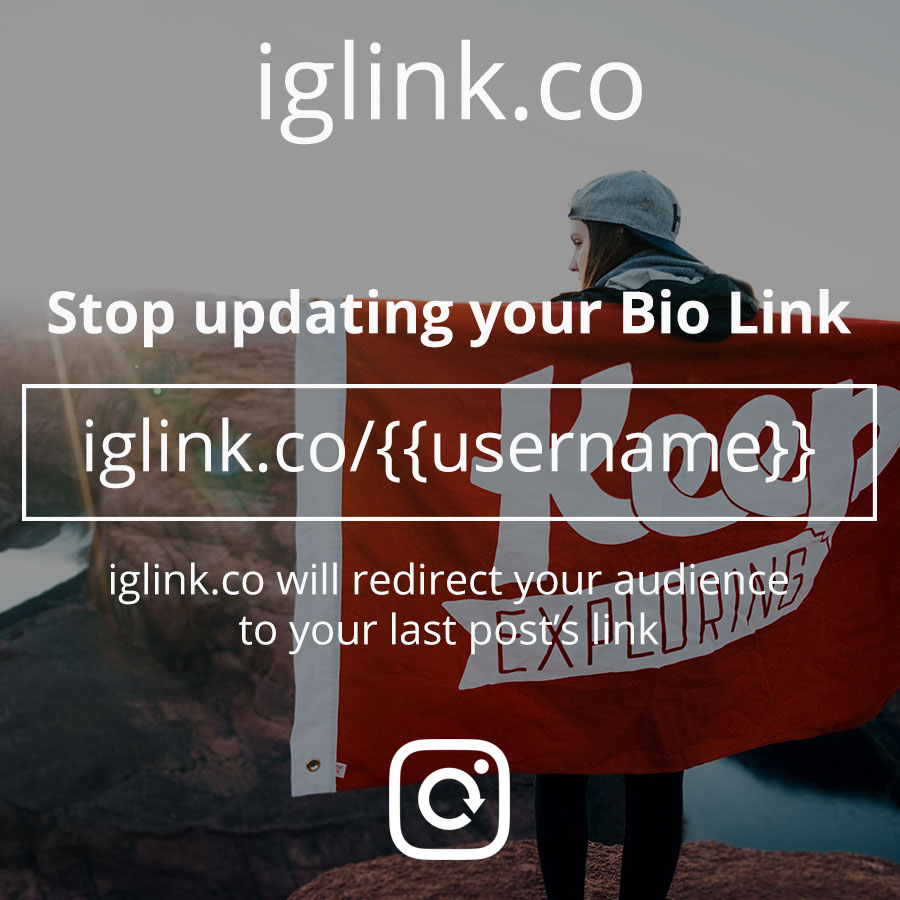 iglink.co
Stop updating your Bio Link
Keep
iglink.co/{{username}}
EXPLORING
iglink.co will redirect your audience
to your last post's link